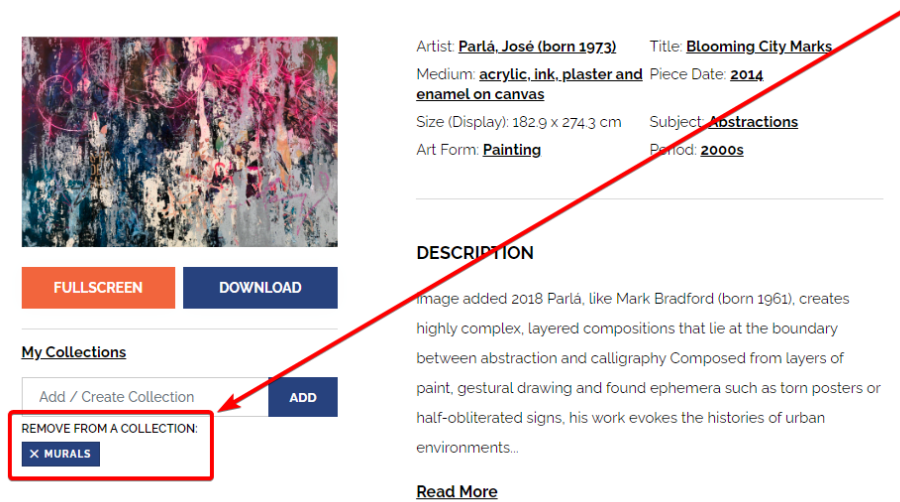 Artist: Parlá, José (born 1973)
Title: Blooming City Marks
Medium: acrylic, ink, plaster and
enamel on canvas
Piece Date: 2014
Size (Display): 182.9 x 274.3 cm
Subject: Abstractions
Art Form: Painting
Period: 2000s
FULLSCREEN
DOWNLOAD
My Collections
Add / Create Collection
ADD
REMOVE FROM A COLLECTION:
✕ MURALS
DESCRIPTION
Image added 2018 Parlá, like Mark Bradford (born 1961), creates
highly complex, layered compositions that lie at the boundary
between abstraction and calligraphy Composed from layers of
paint, gestural drawing and found ephemera such as torn posters or
half-obliterated signs, his work evokes the histories of urban
environments...
Read More